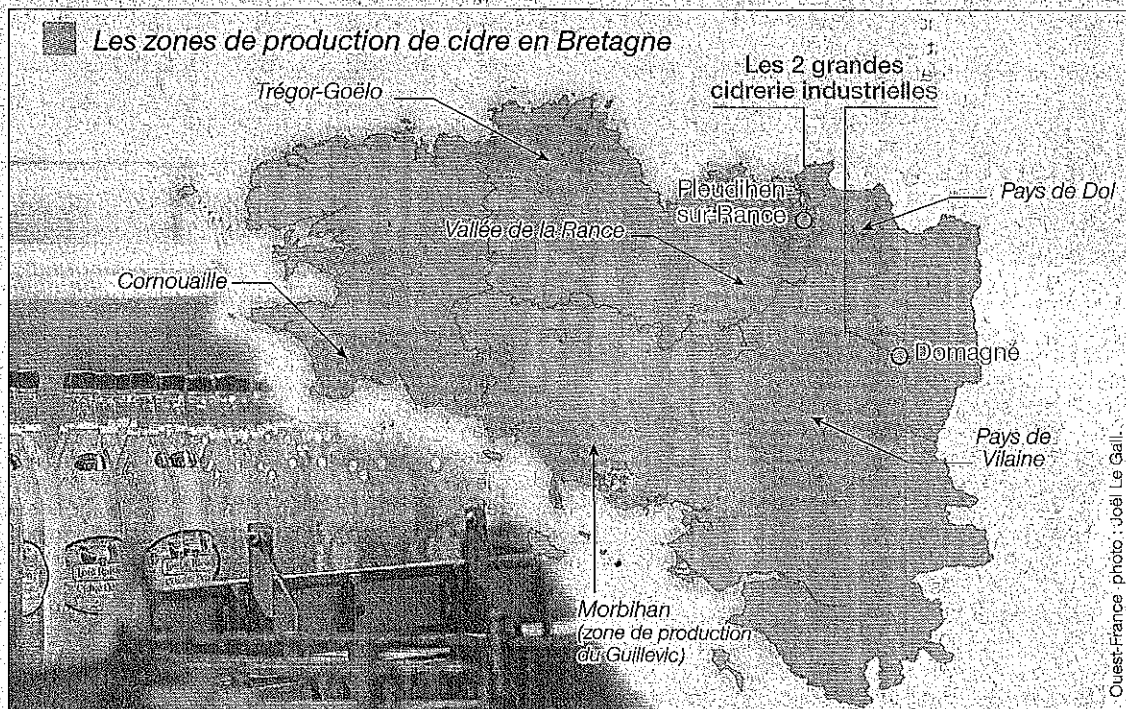 Les zones de production de cidre en Bretagne
Les 2 grandes
cidrerie industrielles
Trégor-Goëlo
Pleudihen-
sur-Rance
Pays de Dol
Vallée de la Rance
Cornouaille
Domagné
Pays de
Vilaine
Morbihan
(zone de production
du Guillevic)
Ouest-France photo : Joël Le Gall.